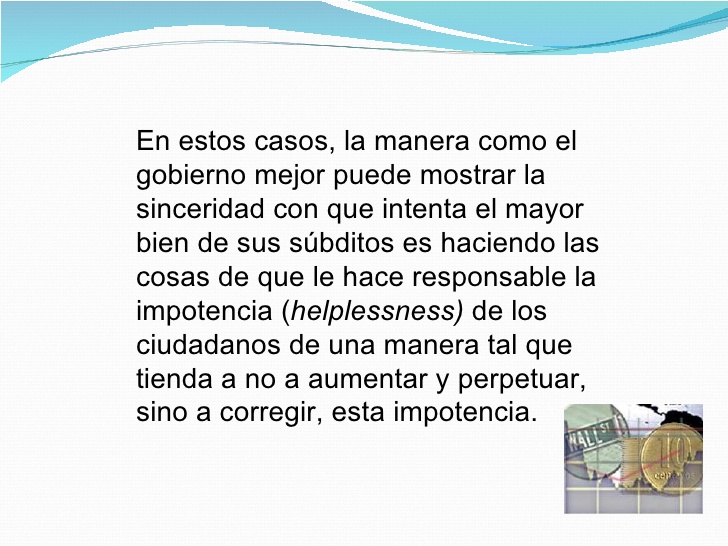 En estos casos, la manera como el
gobierno mejor puede mostrar la
sinceridad con que intenta el mayor
bien de sus súbditos es haciendo las
cosas de que le hace responsable la
impotencia (helplessness) de los
ciudadanos de una manera tal que
tienda a no a aumentar y perpetuar,
sino a corregir, esta impotencia.
WALL ST
10